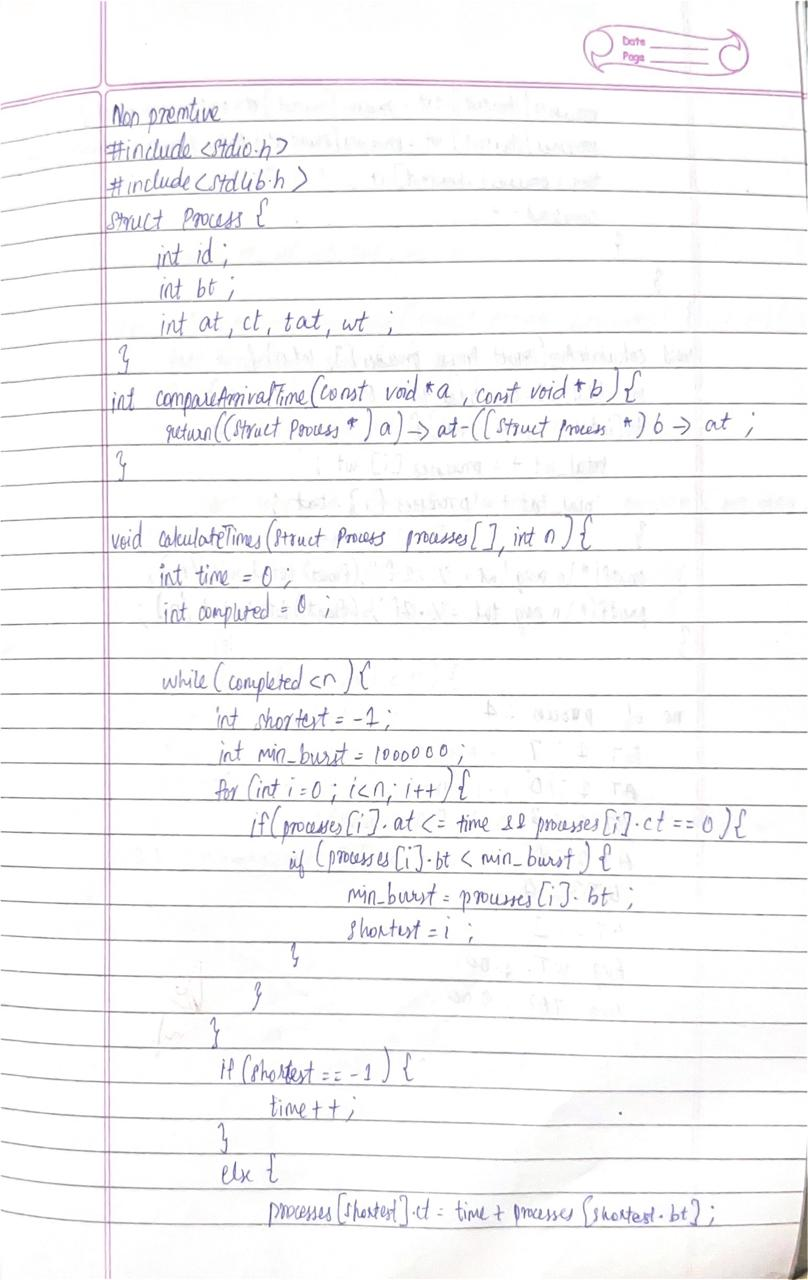 Date
Page
Non premtive
#include <stdio.h>
#include <stdlib.h>
struct Process {
int id ;
int bt ;
int at, ct, tat, wt ;
}
int compareArrivalTime (const void * a , const void * b) {
return ((struct Process *) a) -> at - ((struct process *) b -> at ;
}
void calculateTimes (struct Process processes [ ], int n) {
int time = 0 ;
int completed = 0 ;
while (completed < n) {
int shortest = -1 ;
int min_burst = 1000000 ;
for (int i = 0 ; i < n ; i++) {
if (processes [i] . at <= time && processes [i] . ct == 0) {
if (processes [i] . bt < min_burst) {
min_burst = processes [i] . bt ;
shortest = i ;
}
}
}
if (shortest == -1) {
time ++ ;
}
else {
processes [shortest] . ct = time + processes [shortest . bt] ;